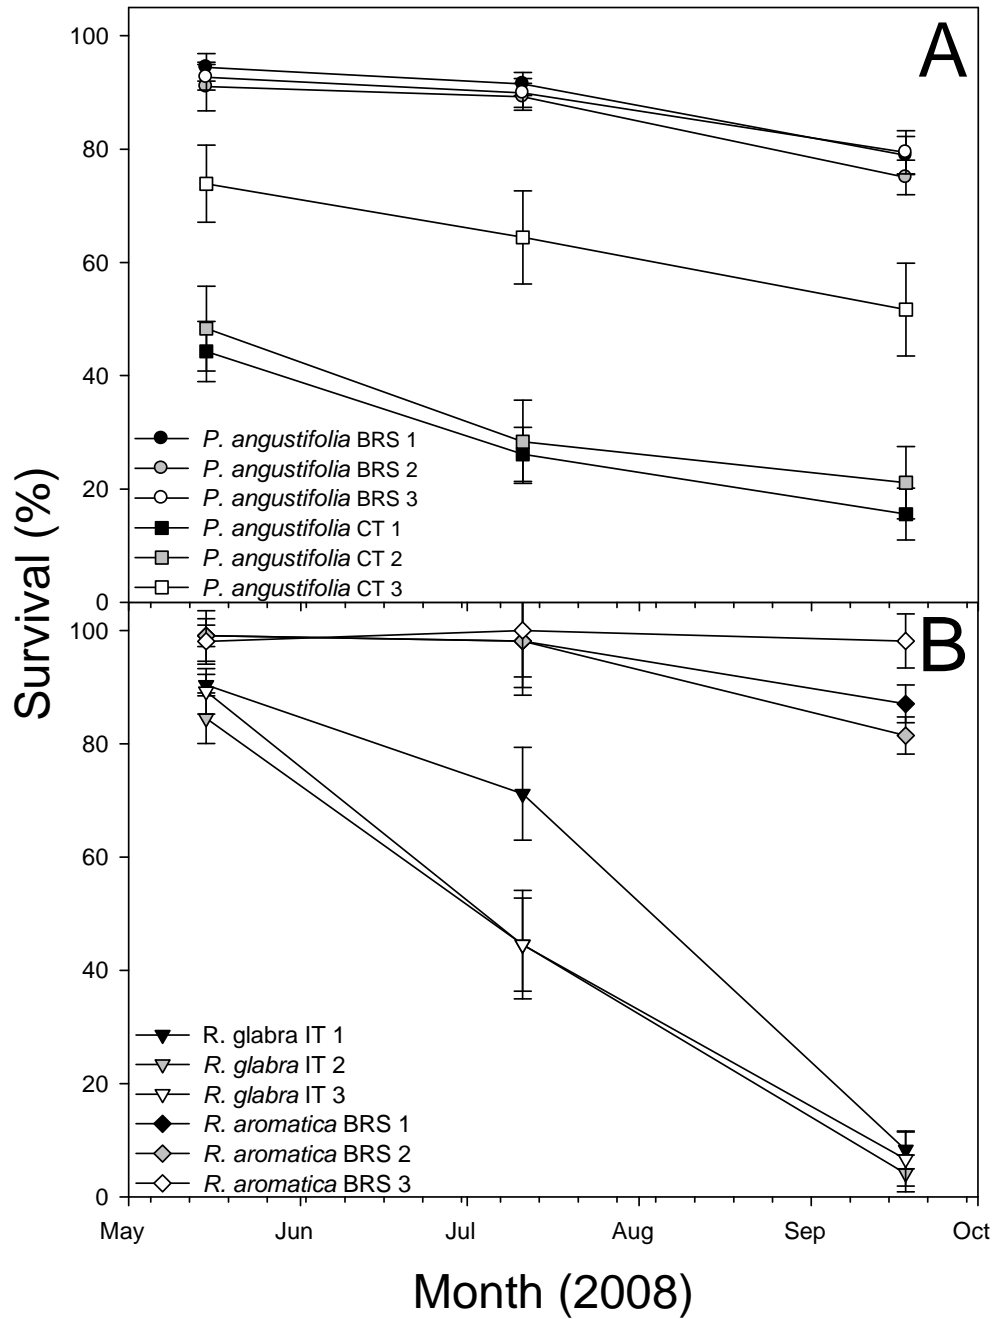 A
100
80
60
40
20
0
P. angustifolia BRS 1
P. angustifolia BRS 2
P. angustifolia BRS 3
P. angustifolia CT 1
P. angustifolia CT 2
P. angustifolia CT 3
Survival (%)
B
100
80
60
40
20
0
R. glabra IT 1
R. glabra IT 2
R. glabra IT 3
R. aromatica BRS 1
R. aromatica BRS 2
R. aromatica BRS 3
May Jun Jul Aug Sep Oct
Month (2008)